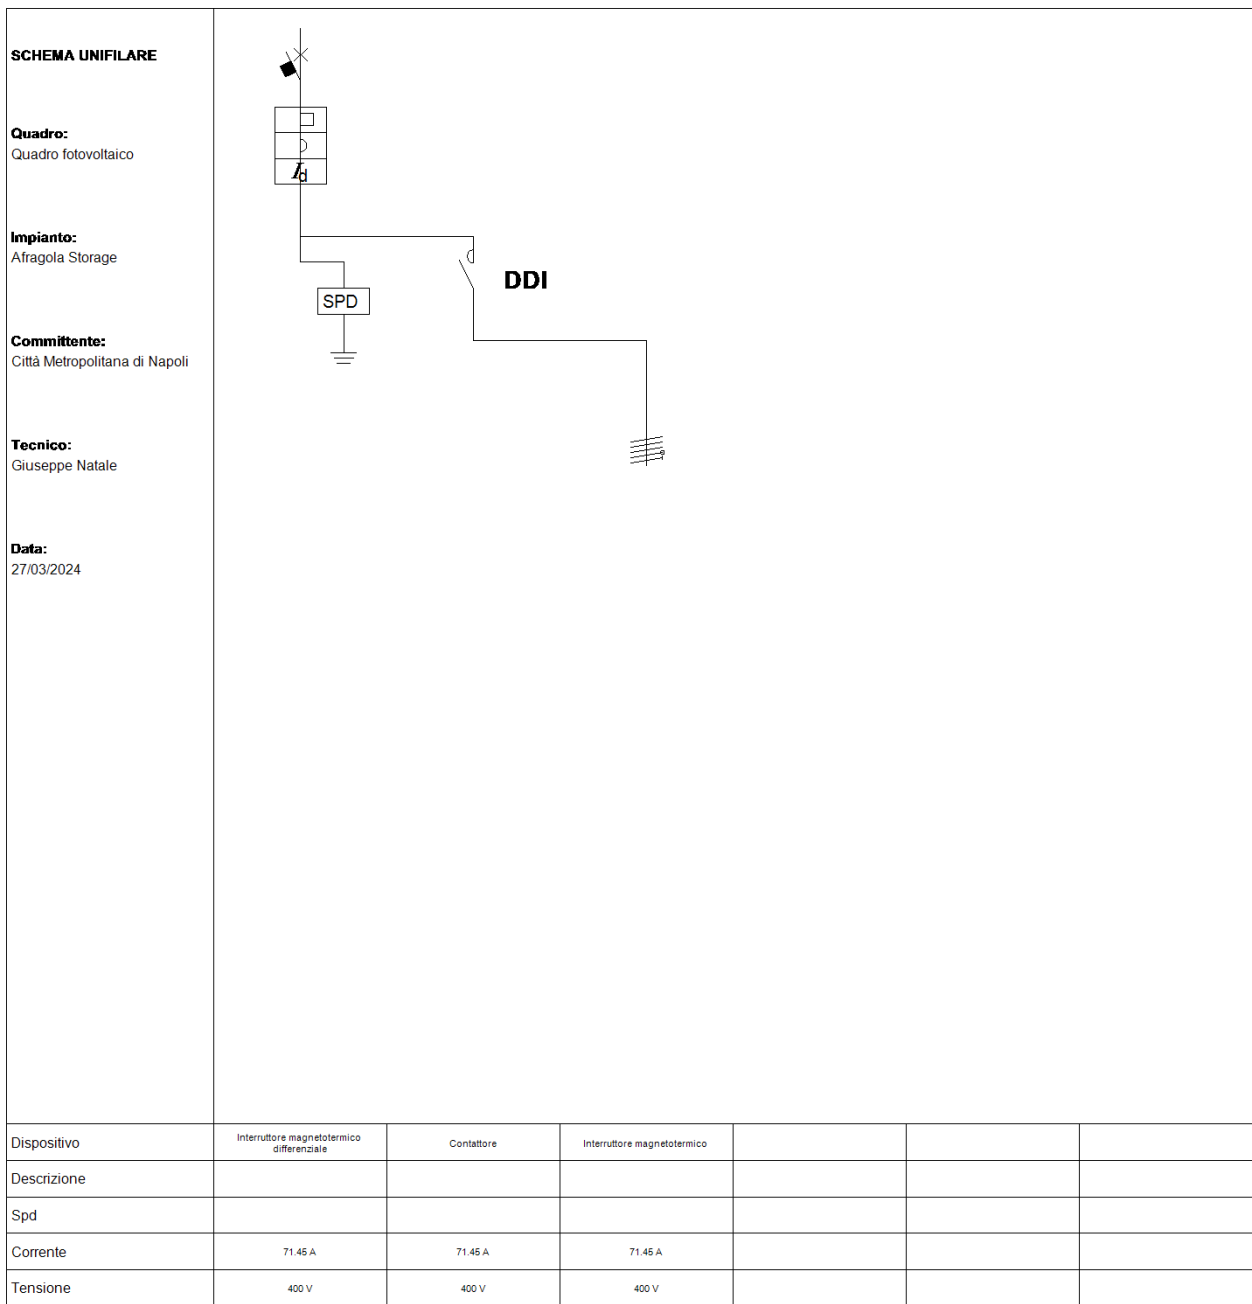 SCHEMA UNIFILARE
Quadro:
Quadro fotovoltaico
Impianto:
Afragola Storage
Committente:
Città Metropolitana di Napoli
Tecnico:
Giuseppe Natale
Data:
27/03/2024
Id
SPD
DDI
Dispositivo
Interruttore magnetotermico
differenziale
Contattore
Interruttore magnetotermico
Descrizione
Spd
Corrente
71.45 A
71.45 A
71.45 A
Tensione
400 V
400 V
400 V